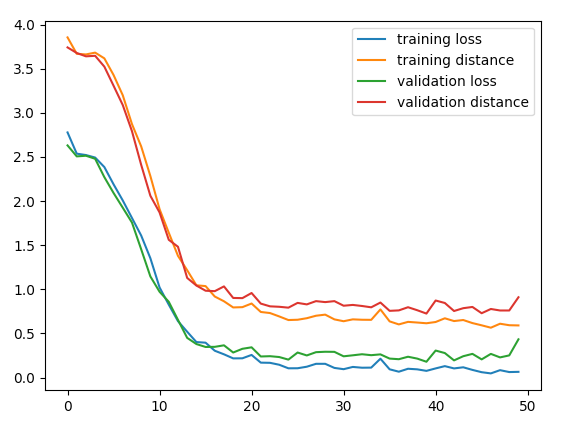 4.0
3.5
3.0
2.5
2.0
1.5
1.0
0.5
0.0
0 10 20 30 40 50
training loss
training distance
validation loss
validation distance